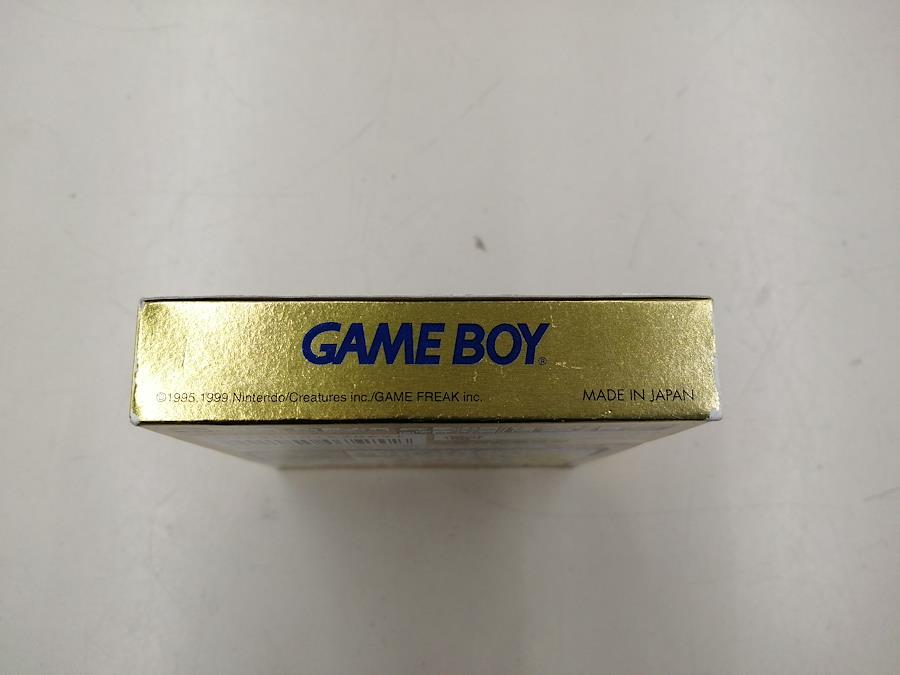 GAME BOY®
©1995,1999 Nintendo/Creatures inc./GAME FREAK inc.
MADE IN JAPAN